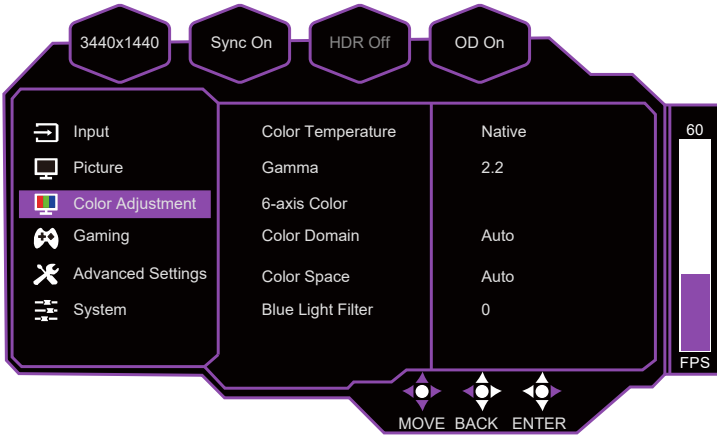 3440x1440 Sync On HDR Off OD On
Input
Picture
Color Adjustment
Gaming
Advanced Settings
System
Color Temperature Native
Gamma 2.2
6-axis Color
Color Domain Auto
Color Space Auto
Blue Light Filter 0
60
FPS
MOVE BACK ENTER